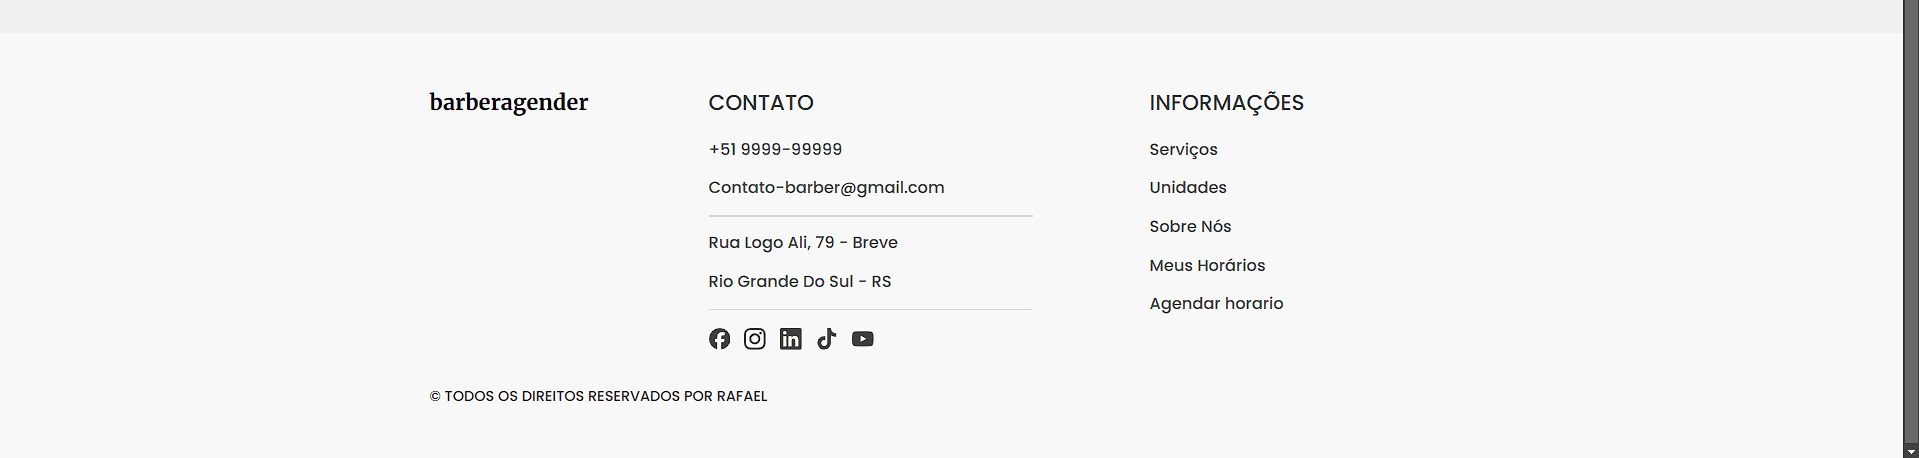 barberagender
CONTATO
+51 9999-99999
Contato-barber@gmail.com
Rua Logo Ali, 79 - Breve
Rio Grande Do Sul - RS
INFORMAÇÕES
Serviços
Unidades
Sobre Nós
Meus Horários
Agendar horario
© TODOS OS DIREITOS RESERVADOS POR RAFAEL